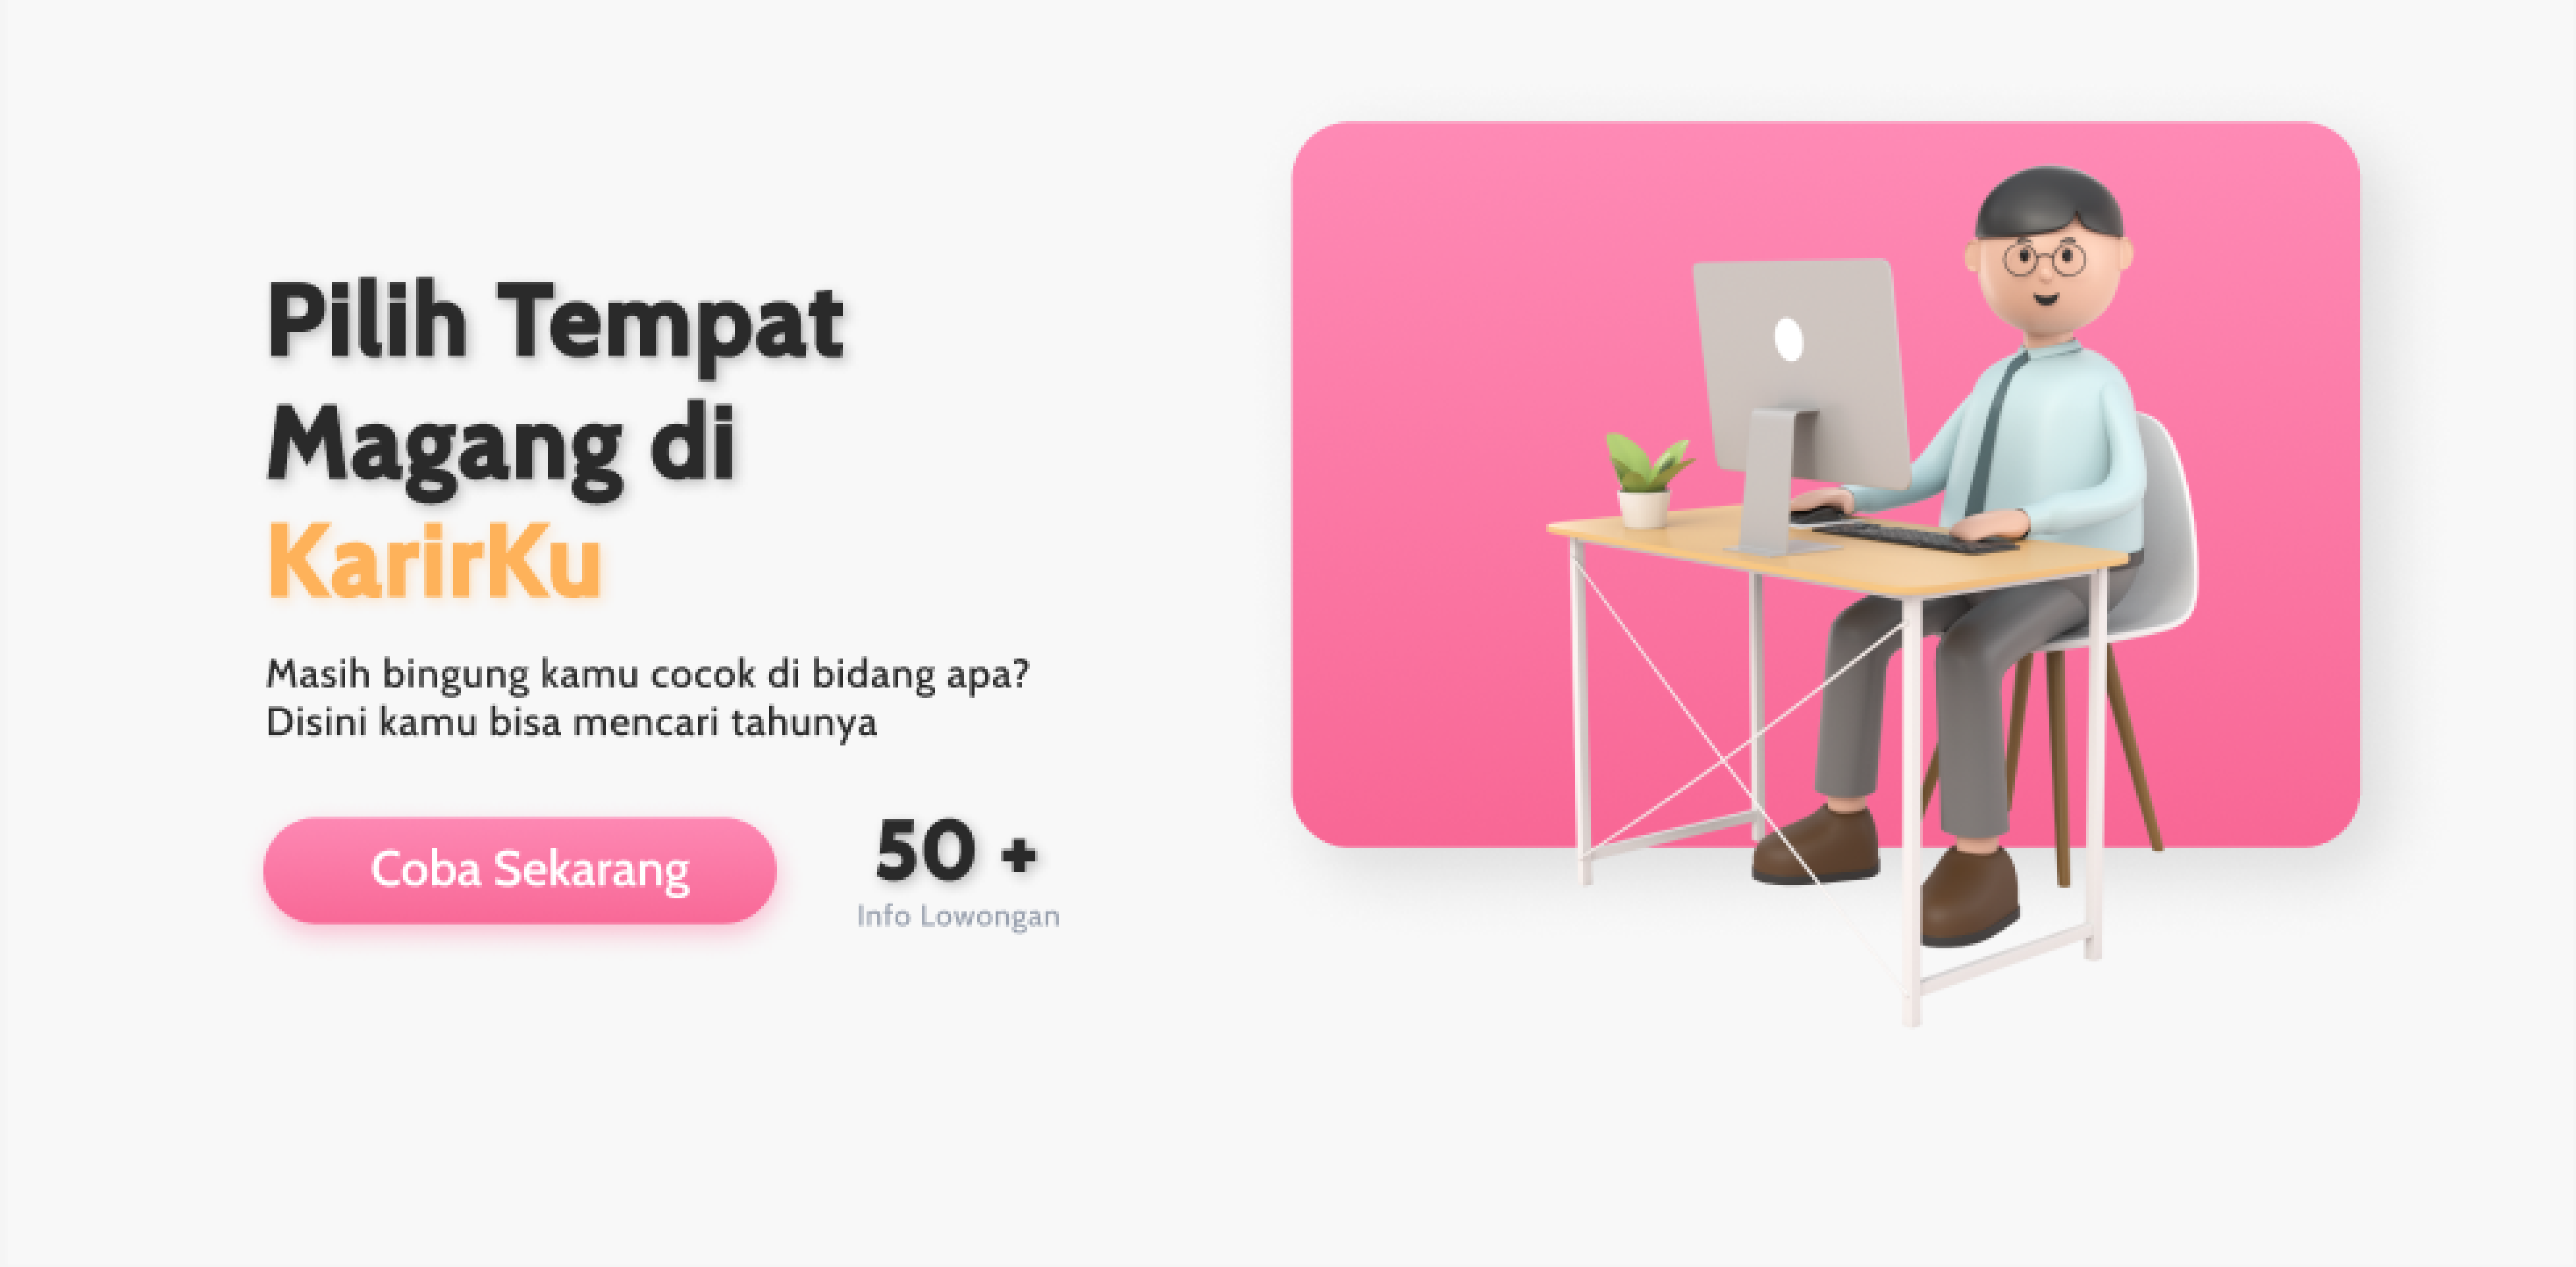 Pilih Tempat
Magang di
KarirKu
Masih bingung kamu cocok di bidang apa?
Disini kamu bisa mencari tahunya
Coba Sekarang
50 +
Info Lowongan